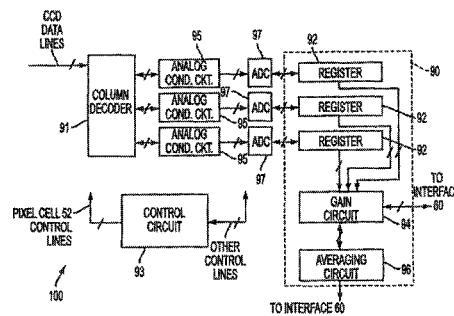 CCD
DATA
LINES
COLUMN
DECODER
91
95
ANALOG
COND. CKT.
ANALOG
COND. CKT.
95
ANALOG
COND. CKT.
95
97
ADC
97
ADC
ADC
97
92
REGISTER
90
REGISTER
92
REGISTER
92
TO
INTERFACE
60
GAIN
CIRCUIT
94
AVERAGING
CIRCUIT
96
TO INTERFACE 60
PIXEL CELL 52
CONTROL
LINES
CONTROL
CIRCUIT
93
OTHER
CONTROL
LINES
100